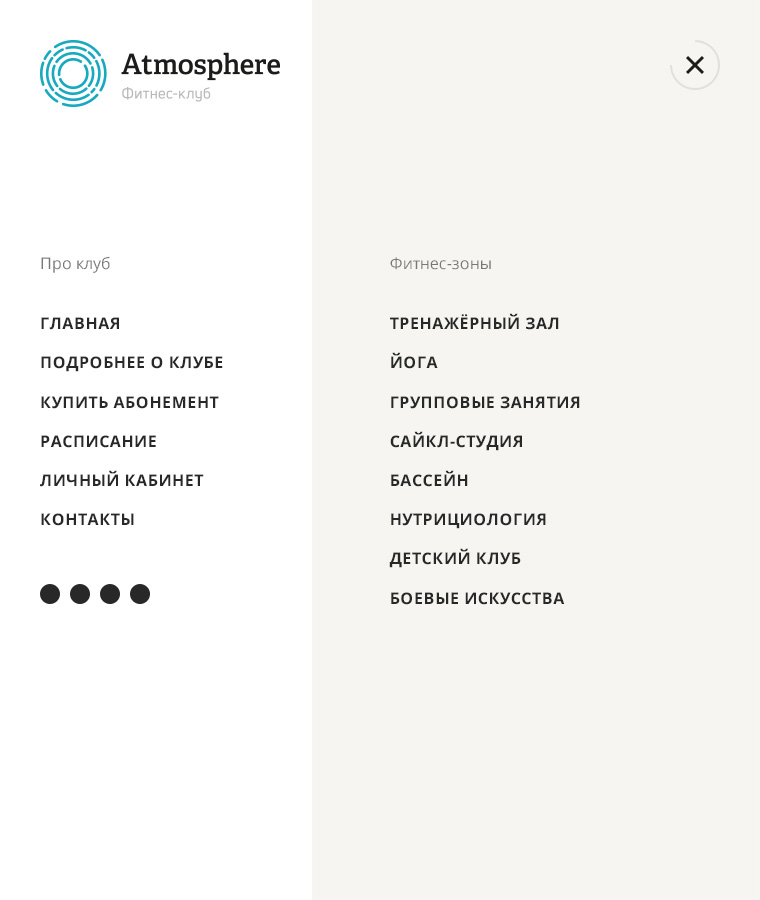 Atmosphere
Фитнес-клуб
Про клуб
ГЛАВНАЯ
ПОДРОБНЕЕ О КЛУБЕ
КУПИТЬ АБОНЕМЕНТ
РАСПИСАНИЕ
ЛИЧНЫЙ КАБИНЕТ
КОНТАКТЫ
Фитнес-зоны
ТРЕНАЖЁРНЫЙ ЗАЛ
ЙОГА
ГРУППОВЫЕ ЗАНЯТИЯ
САЙКЛ-СТУДИЯ
БАССЕЙН
НУТРИЦИОЛОГИЯ
ДЕТСКИЙ КЛУБ
БОЕВЫЕ ИСКУССТВА